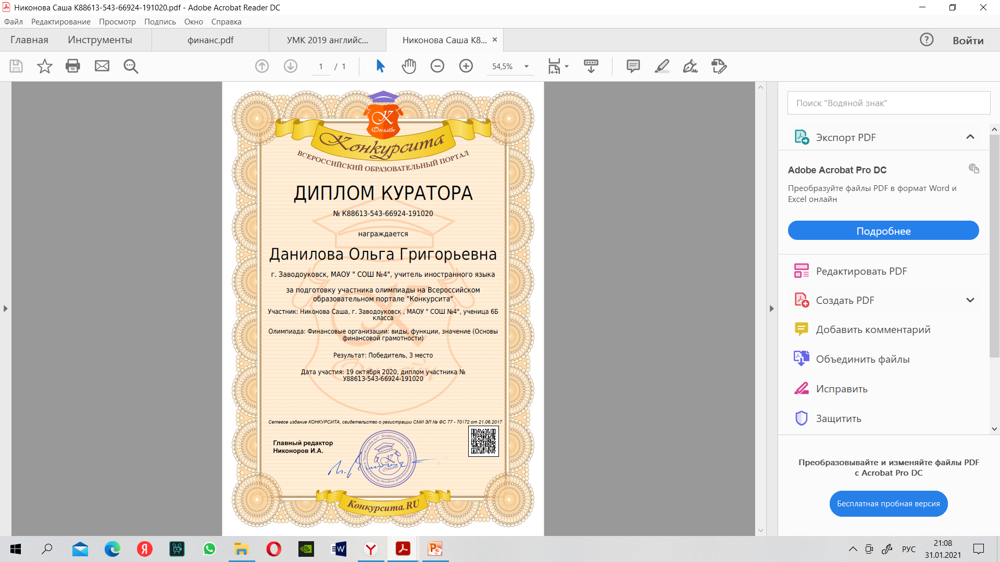 Никонова Саша К88613-543-66924-191020.pdf - Adobe Acrobat Reader DC
Файл Редактирование Просмотр Подпись Окно Справка
Главная Инструменты финанс.pdf УМК 2019 английс... Никонова Саша К8... × ? Войти
1 / 1 54,5%
Поиск "Водяной знак"
Экспорт PDF
Adobe Acrobat Pro DC
Преобразуйте файлы PDF в формат Word и
Excel онлайн
Подробнее
Редактировать PDF
Создать PDF
Добавить комментарий
Объединить файлы
Исправить
Защитить
Преобразовывайте и изменяйте файлы PDF
с Acrobat Pro DC
Бесплатная пробная версия
К
Онлайн
Конкурсита
ВСЕРОССИЙСКИЙ ОБРАЗОВАТЕЛЬНЫЙ ПОРТАЛ
ДИПЛОМ КУРАТОРА
№ К88613-543-66924-191020
награждается
Данилова Ольга Григорьевна
г. Заводоуковск, МАОУ " СОШ №4", учитель иностранного языка
за подготовку участника олимпиады на Всероссийском
образовательном портале "Конкурсита"
Участник: Никонова Саша, г. Заводоуковск , МАОУ " СОШ №4", ученица 6Б
класса
Олимпиада: Финансовые организации: виды, функции, значение (Основы
финансовой грамотности)
Результат: Победитель, 3 место
Дата участия: 19 октября 2020, диплом участника №
У88613-543-66924-191020
Сетевое издание КОНКУРСИТА, свидетельство о регистрации СМИ ЭЛ № ФС 77 - 70172 от 21.06.2017
Главный редактор
Никоноров И.А.
Конкурсита.RU
РУС
21:08
31.01.2021